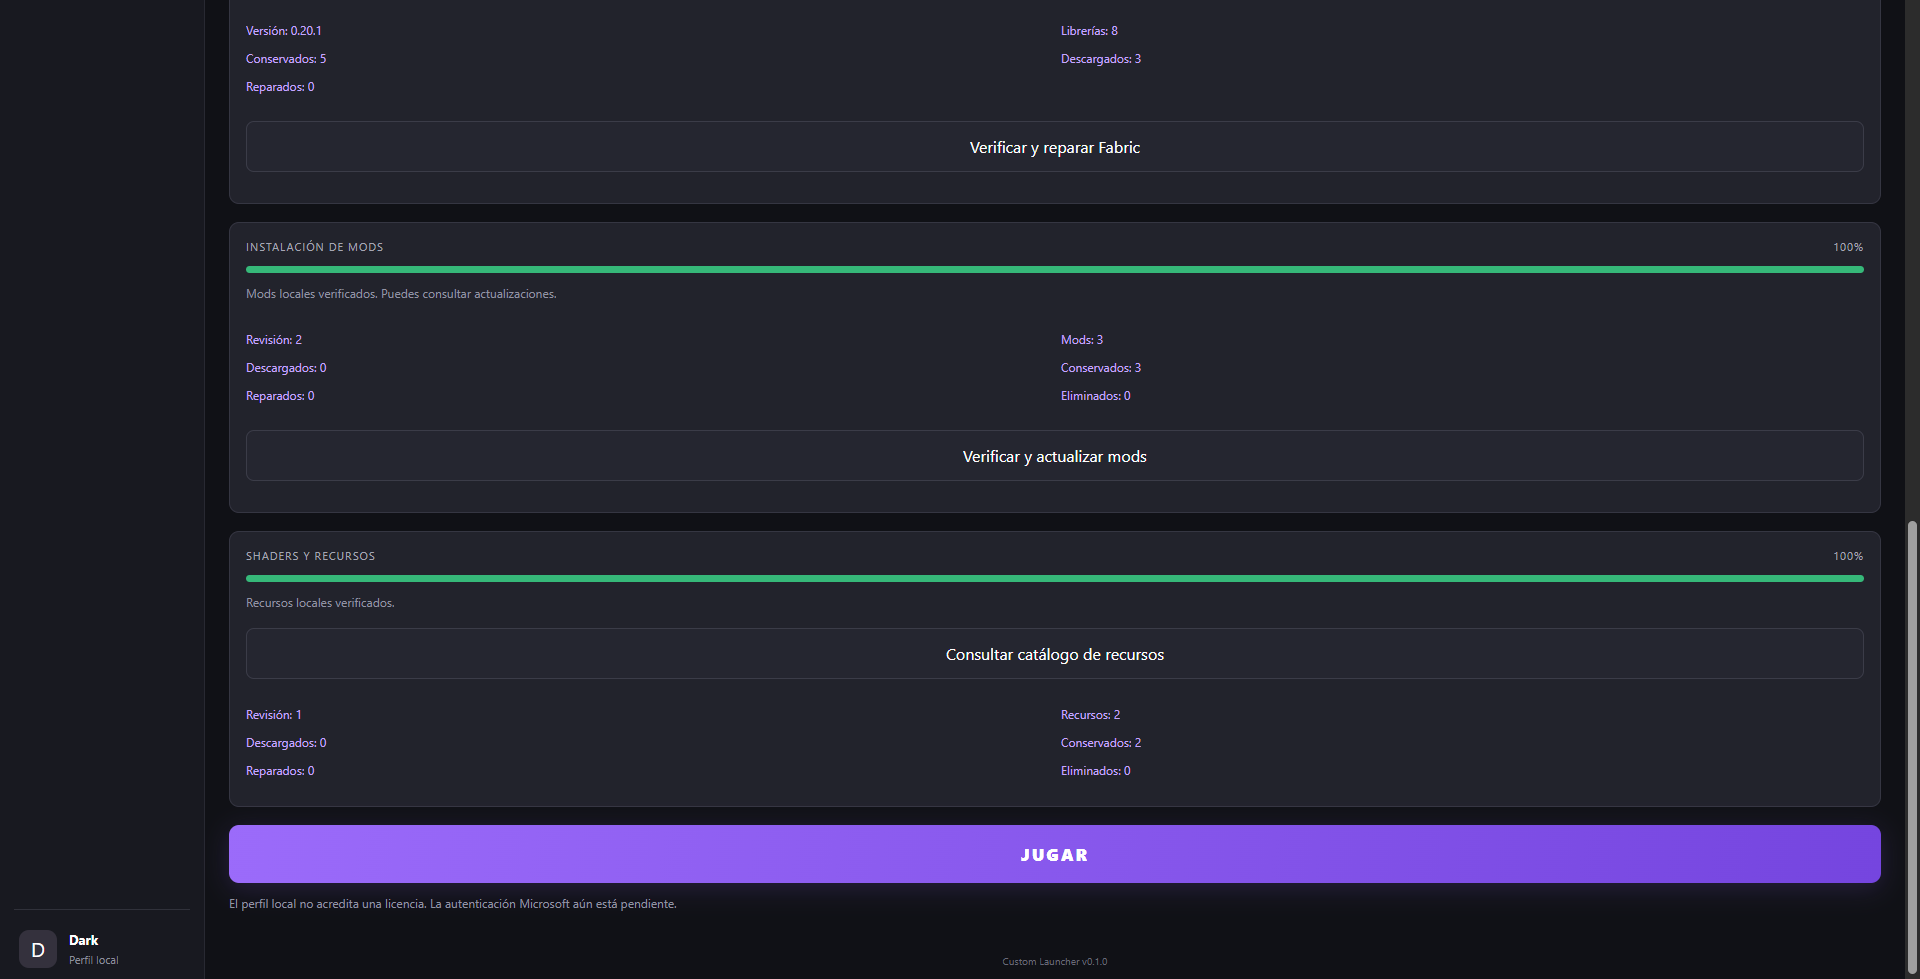 Versión: 0.20.1
Librerías: 8
Conservados: 5
Descargados: 3
Reparados: 0
Verificar y reparar Fabric
INSTALACIÓN DE MODS
100%
Mods locales verificados. Puedes consultar actualizaciones.
Revisión: 2
Mods: 3
Descargados: 0
Conservados: 3
Reparados: 0
Eliminados: 0
Verificar y actualizar mods
SHADERS Y RECURSOS
100%
Recursos locales verificados.
Consultar catálogo de recursos
Revisión: 1
Recursos: 2
Descargados: 0
Conservados: 2
Reparados: 0
Eliminados: 0
JUGAR
El perfil local no acredita una licencia. La autenticación Microsoft aún está pendiente.
D
Dark
Perfil local
Custom Launcher v0.1.0